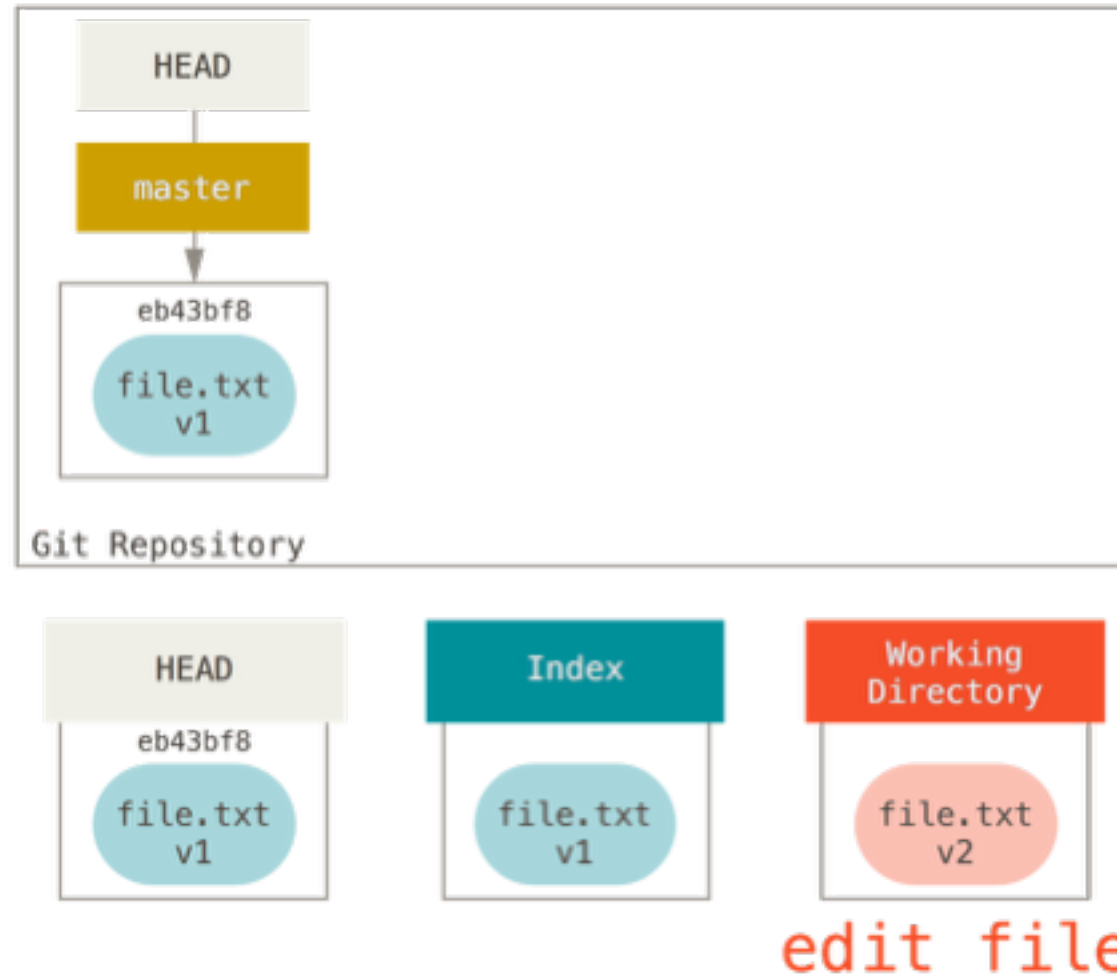 HEAD
master
eb43bf8
file.txt
v1
Git Repository
HEAD
Index
Working
Directory
eb43bf8
file.txt
v1
file.txt
v1
file.txt
v2
edit file